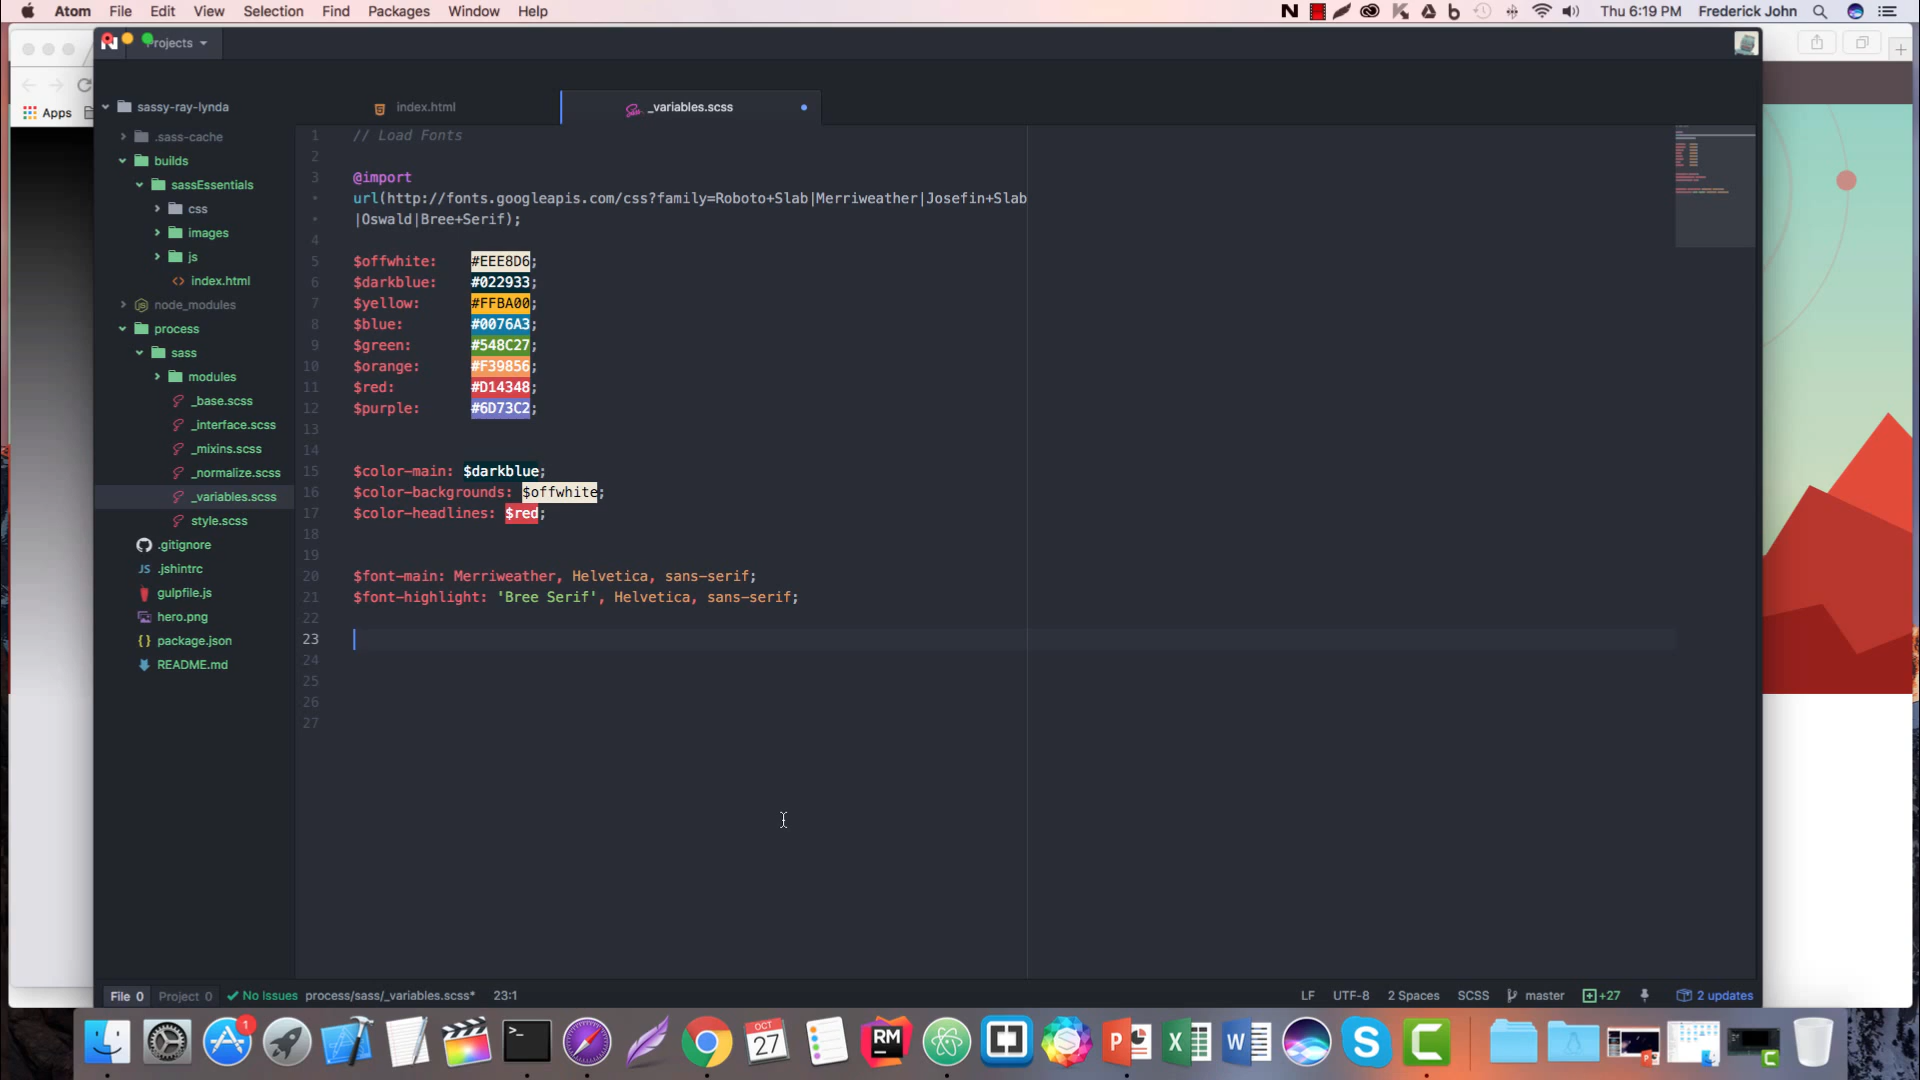 Atom File Edit View Selection Find Packages Window Help
Thu 6:19 PM Frederick John
Projects
Apps
sassy-ray-lynda
.sass-cache
builds
sassEssentials
css
images
js
index.html
node_modules
process
sass
modules
_base.scss
_interface.scss
_mixins.scss
_normalize.scss
_variables.scss
style.scss
.gitignore
JS .jshintrc
gulpfile.js
hero.png
{} package.json
README.md
index.html
_variables.scss
1 // Load Fonts
2
3 @import
url(http://fonts.googleapis.com/css?family=Roboto+Slab|Merriweather|Josefin+Slab
|Oswald|Bree+Serif);
4
5 $offwhite: #EEE8D6;
6 $darkblue: #022933;
7 $yellow: #FFBA00;
8 $blue: #0076A3;
9 $green: #548C27;
10 $orange: #F39856;
11 $red: #D14348;
12 $purple: #6D73C2;
13
14
15 $color-main: $darkblue;
16 $color-backgrounds: $offwhite;
17 $color-headlines: $red;
18
19
20 $font-main: Merriweather, Helvetica, sans-serif;
21 $font-highlight: 'Bree Serif', Helvetica, sans-serif;
22
23
24
25
26
27
File 0 Project 0 No Issues process/sass/_variables.scss* 23:1
LF UTF-8 2 Spaces SCSS master +27 2 updates
1
OCT
27
RM